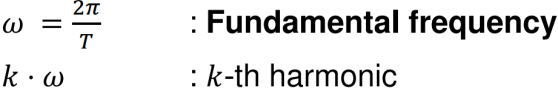 ω = 2π/T : Fundamental frequency
k · ω : k-th harmonic